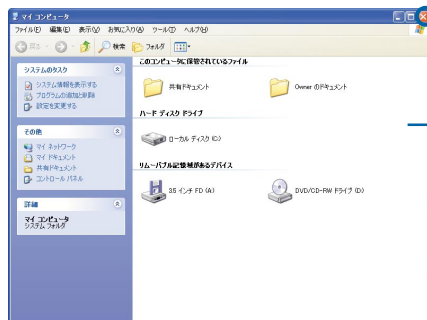 マイ コンピュータ
ファイル(F) 編集(E) 表示(V) お気に入り(A) ツール(T) ヘルプ(H)
戻る 検索 フォルダ
システムのタスク
システム情報を表示する
プログラムの追加と削除
設定を変更する
その他
マイ ネットワーク
マイ ドキュメント
共有ドキュメント
コントロール パネル
詳細
マイ コンピュータ
システム フォルダ
このコンピュータに保管されているファイル
共有ドキュメント
Owner のドキュメント
ハード ディスク ドライブ
ローカル ディスク (C:)
リムーバブル記憶域があるデバイス
3.5 インチ FD (A:)
DVD/CD-RW ドライブ (D:)